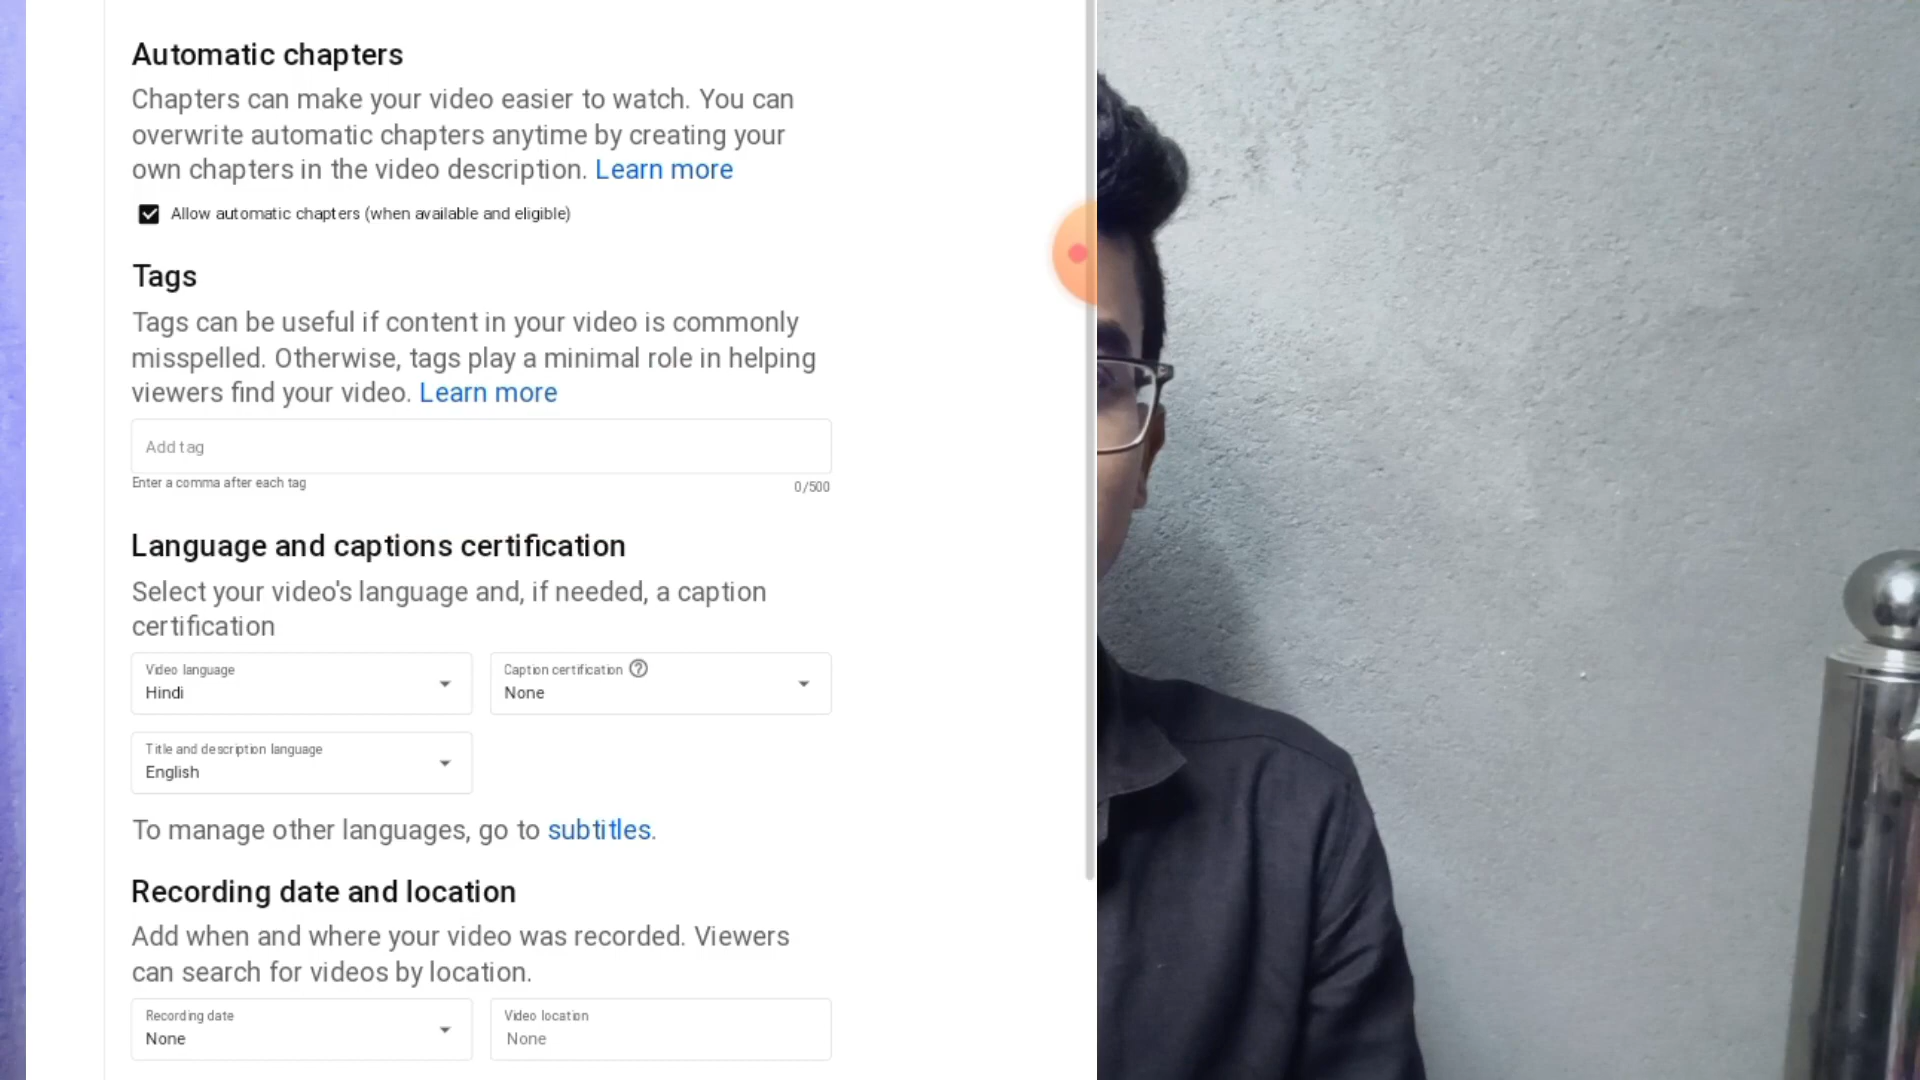 Automatic chapters
Chapters can make your video easier to watch. You can
overwrite automatic chapters anytime by creating your
own chapters in the video description. Learn more
Allow automatic chapters (when available and eligible)
Tags
Tags can be useful if content in your video is commonly
misspelled. Otherwise, tags play a minimal role in helping
viewers find your video. Learn more
Add tag
Enter a comma after each tag
0/500
Language and captions certification
Select your video's language and, if needed, a caption
certification
Video language
Hindi
Caption certification ?
None
Title and description language
English
To manage other languages, go to subtitles.
Recording date and location
Add when and where your video was recorded. Viewers
can search for videos by location.
Recording date
None
Video location
None